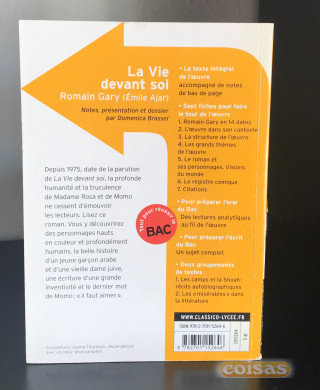 La Vie
devant soi
Romain Gary (Émile Ajar)
Notes, présentation et dossier
par Domenica Brassel
Depuis 1975, date de la parution
de La Vie devant soi, la profonde
humanité et la truculence
de Madame Rosa et de Momo
ne cessent d'émouvoir
les lecteurs. Lisez ce
roman. Vous y découvrirez
des personnages hauts
en couleur et profondément
humains, la belle histoire
d'un jeune garçon arabe
et d'une vieille dame juive,
une écriture d'une grande
inventivité et le dernier mot
de Momo : « il faut aimer ».
Tout pour réussir le
BAC
• Le texte intégral
de l'œuvre
accompagné de notes
de bas de page
• Sept fiches pour faire
le tour de l'œuvre
1. Romain Gary en 14 dates
2. L'œuvre dans son contexte
3. La structure de l'œuvre
4. Les grands thèmes
de l'œuvre
5. Le roman et
ses personnages. Visions
du monde
6. Le registre comique
7. Citations
• Pour préparer l'oral
du Bac
Des lectures analytiques
au fil de l'œuvre
• Pour préparer l'écrit
du Bac
Un sujet complet
• Deux groupements
de textes
1. Les camps et la Shoah :
récits autobiographiques
2. Les « misérables » dans
la littérature
WWW.CLASSICO-LYCEE.FR
9782701152646
coisas